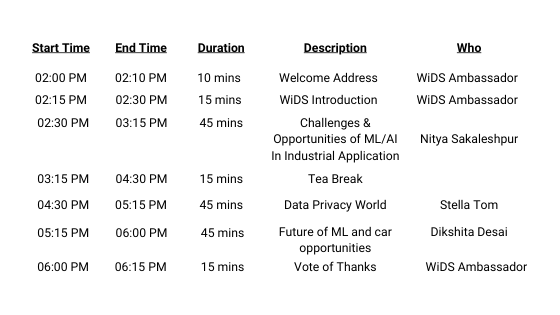 Start Time End Time Duration Description Who
02:00 PM 02:10 PM 10 mins Welcome Address WiDS Ambassador
02:15 PM 02:30 PM 15 mins WiDS Introduction WiDS Ambassador
02:30 PM 03:15 PM 45 mins Challenges &
Opportunities of ML/AI Nitya Sakaleshpur
In Industrial Application
03:15 PM 04:30 PM 15 mins Tea Break
04:30 PM 05:15 PM 45 mins Data Privacy World Stella Tom
05:15 PM 06:00 PM 45 mins Future of ML and car Dikshita Desai
opportunities
06:00 PM 06:15 PM 15 mins Vote of Thanks WiDS Ambassador